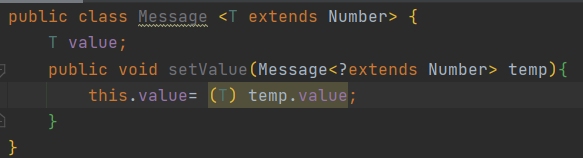 public class Message <T extends Number> {
T value;
public void setValue(Message<?extends Number> temp){
this.value= (T) temp.value;
}
}